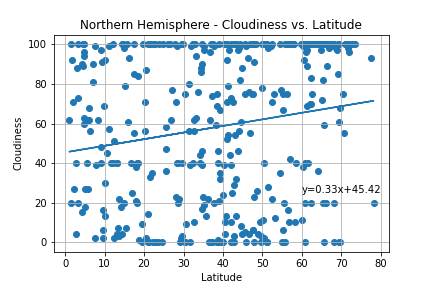 Northern Hemisphere - Cloudiness vs. Latitude
100
80
60
40
20
0
Cloudiness
y=0.33x+45.42
0 10 20 30 40 50 60 70 80
Latitude